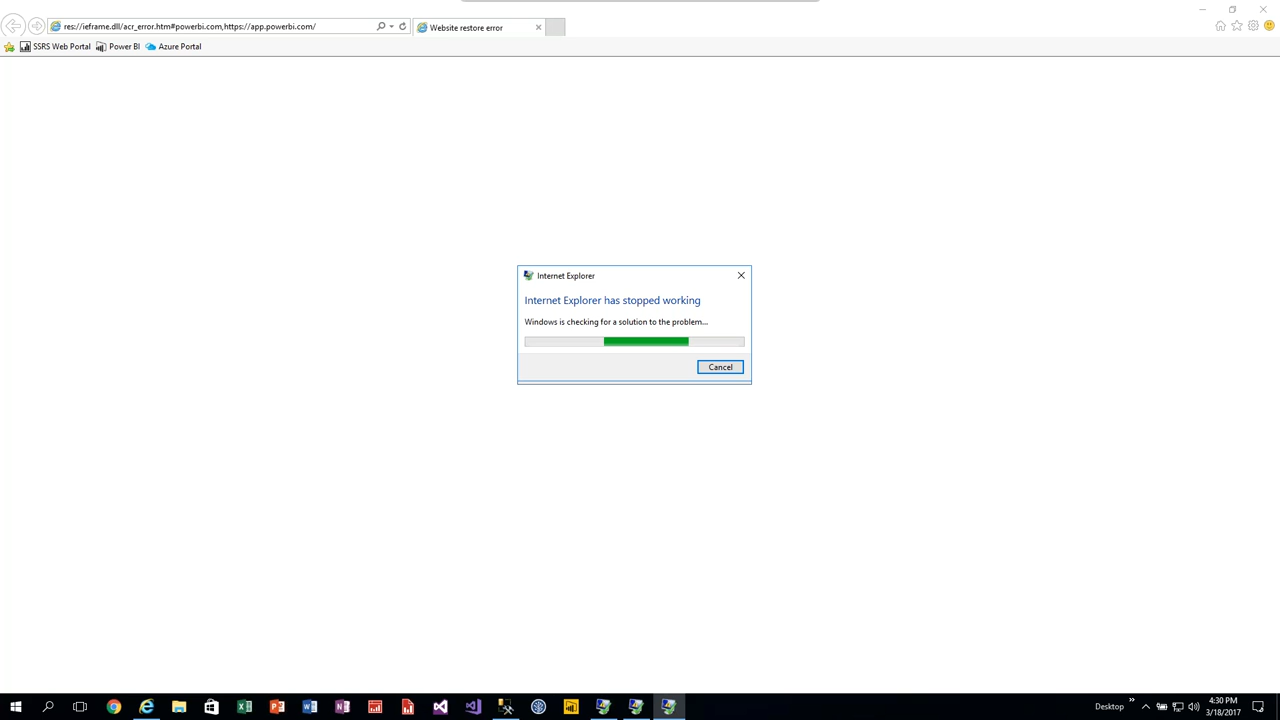 res://ieframe.dll/acr_error.htm#powerbi.com,https://app.powerbi.com/
Website restore error
SSRS Web Portal
Power BI
Azure Portal
Internet Explorer
Internet Explorer has stopped working
Windows is checking for a solution to the problem...
Cancel
Desktop
4:30 PM
3/18/2017